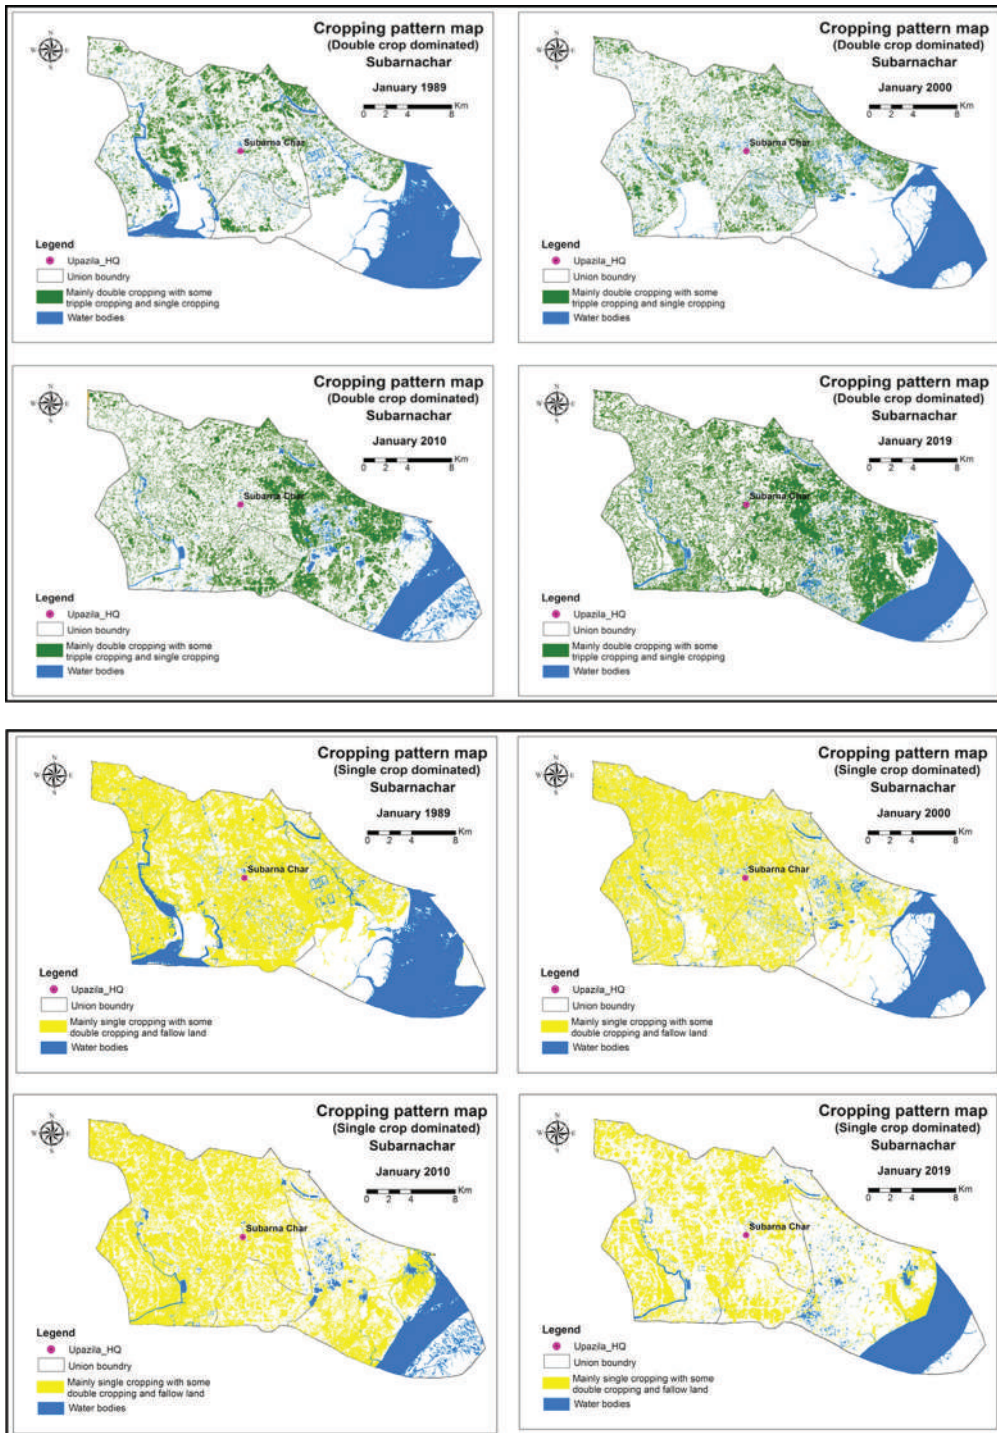 Cropping pattern map
(Double crop dominated)
Subarnachar
January 1989
N
W E
S
0 2 4 8 Km
Subarna Char
Legend
Upazila_HQ
Union boundry
Mainly double cropping with some
tripple cropping and single cropping
Water bodies
Cropping pattern map
(Double crop dominated)
Subarnachar
January 2000
N
W E
S
0 2 4 8 Km
Subarna Char
Legend
Upazila_HQ
Union boundry
Mainly double cropping with some
tripple cropping and single cropping
Water bodies
Cropping pattern map
(Double crop dominated)
Subarnachar
January 2010
N
W E
S
0 2 4 8 Km
Subarna Char
Legend
Upazila_HQ
Union boundry
Mainly double cropping with some
tripple cropping and single cropping
Water bodies
Cropping pattern map
(Double crop dominated)
Subarnachar
January 2019
N
W E
S
0 2 4 8 Km
Subarna Char
Legend
Upazila_HQ
Union boundry
Mainly double cropping with some
tripple cropping and single cropping
Water bodies
Cropping pattern map
(Single crop dominated)
Subarnachar
January 1989
N
W E
S
0 2 4 8 Km
Subarna Char
Legend
Upazila_HQ
Union boundry
Mainly single cropping with some
double cropping and fallow land
Water bodies
Cropping pattern map
(Single crop dominated)
Subarnachar
January 2000
N
W E
S
0 2 4 8 Km
Subarna Char
Legend
Upazila_HQ
Union boundry
Mainly single cropping with some
double cropping and fallow land
Water bodies
Cropping pattern map
(Single crop dominated)
Subarnachar
January 2010
N
W E
S
0 2 4 8 Km
Subarna Char
Legend
Upazila_HQ
Union boundry
Mainly single cropping with some
double cropping and fallow land
Water bodies
Cropping pattern map
(Single crop dominated)
Subarnachar
January 2019
N
W E
S
0 2 4 8 Km
Subarna Char
Legend
Upazila_HQ
Union boundry
Mainly single cropping with some
double cropping and fallow land
Water bodies